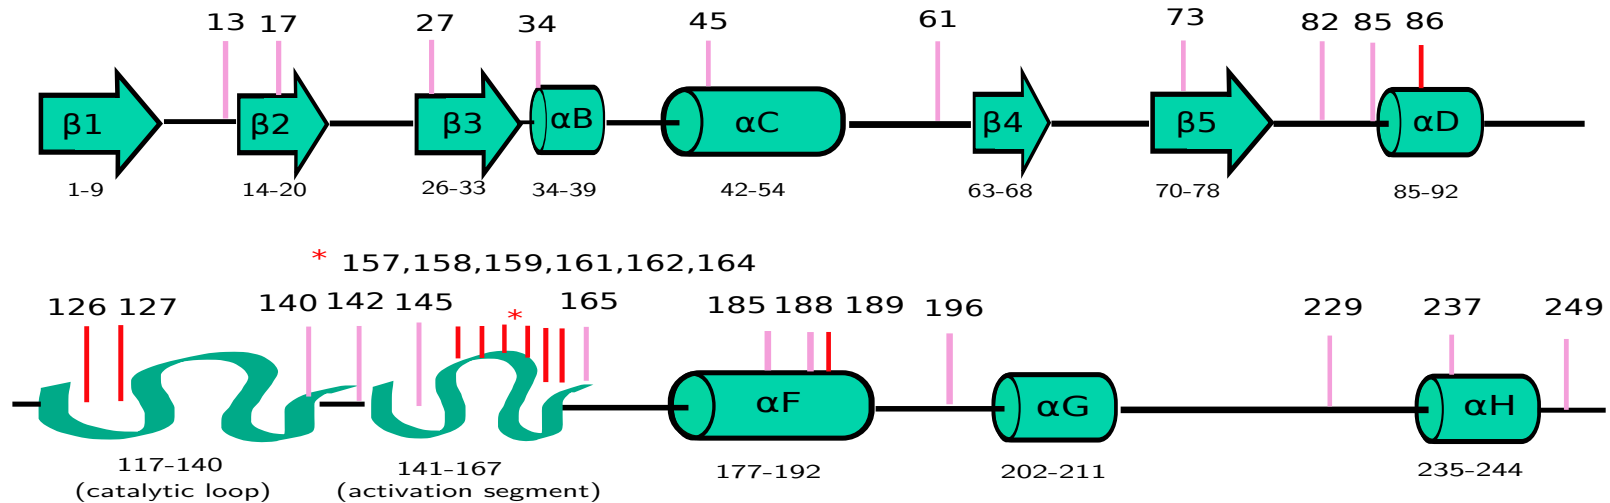 13 17 27 34 45 61 73 82 85 86
β1 β2 β3 αB αC β4 β5 αD
1-9 14-20 26-33 34-39 42-54 63-68 70-78 85-92
* 157,158,159,161,162,164
126 127 140 142 145 * 165 185 188 189 196 229 237 249
αF αG αH
117-140 141-167 177-192 202-211 235-244
(catalytic loop) (activation segment)